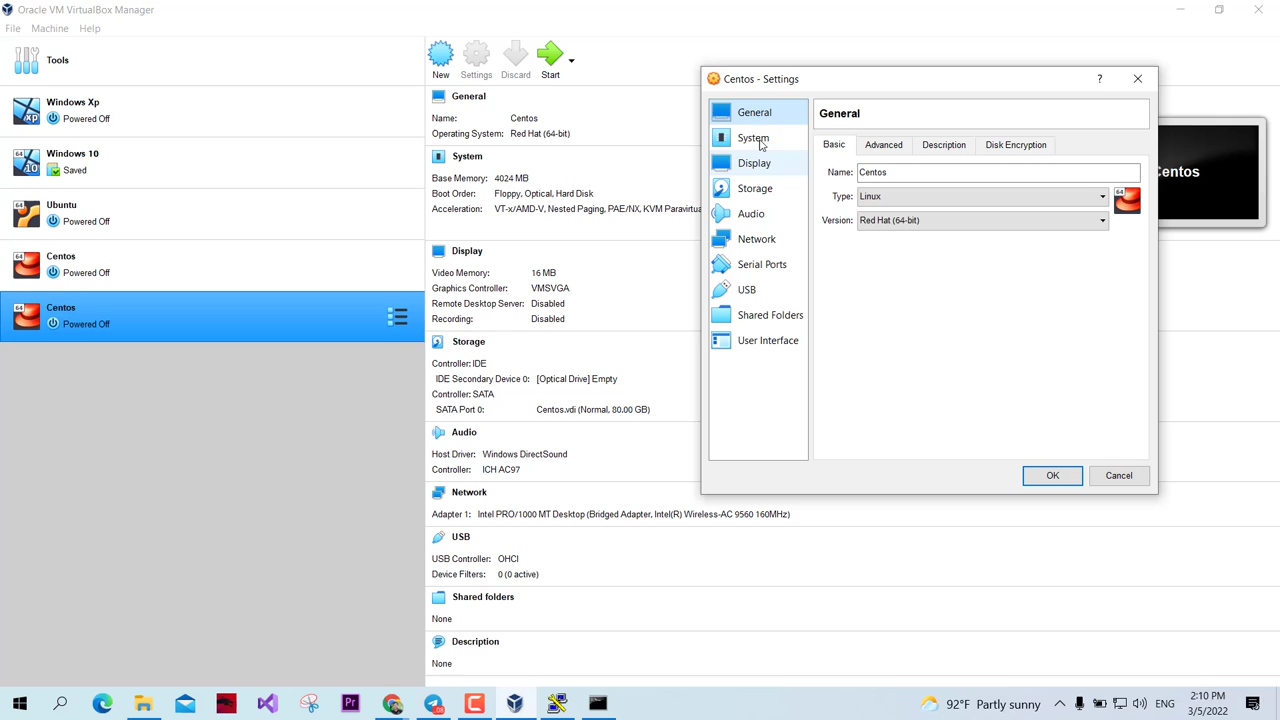 Oracle VM VirtualBox Manager
File Machine Help
Tools
New Settings Discard Start
Windows Xp
Powered Off
Windows 10
Saved
Ubuntu
Powered Off
Centos
Powered Off
Centos
Powered Off
General
Name: Centos
Operating System: Red Hat (64-bit)
System
Base Memory: 4024 MB
Boot Order: Floppy, Optical, Hard Disk
Acceleration: VT-x/AMD-V, Nested Paging, PAE/NX, KVM Paravirtua
Display
Video Memory: 16 MB
Graphics Controller: VMSVGA
Remote Desktop Server: Disabled
Recording: Disabled
Storage
Controller: IDE
IDE Secondary Device 0: [Optical Drive] Empty
Controller: SATA
SATA Port 0: Centos.vdi (Normal, 80.00 GB)
Audio
Host Driver: Windows DirectSound
Controller: ICH AC97
Network
Adapter 1: Intel PRO/1000 MT Desktop (Bridged Adapter, Intel(R) Wireless-AC 9560 160MHz)
USB
USB Controller: OHCI
Device Filters: 0 (0 active)
Shared folders
None
Description
None
Centos - Settings
General
System
Display
Storage
Audio
Network
Serial Ports
USB
Shared Folders
User Interface
General
Basic Advanced Description Disk Encryption
Name: Centos
Type: Linux
Version: Red Hat (64-bit)
OK Cancel
entos
92°F Partly sunny ENG 2:10 PM
3/5/2022